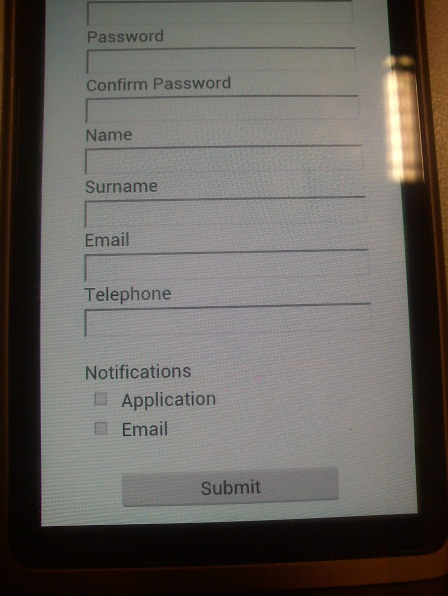 Password
Confirm Password
Name
Surname
Email
Telephone
Notifications
Application
Email
Submit